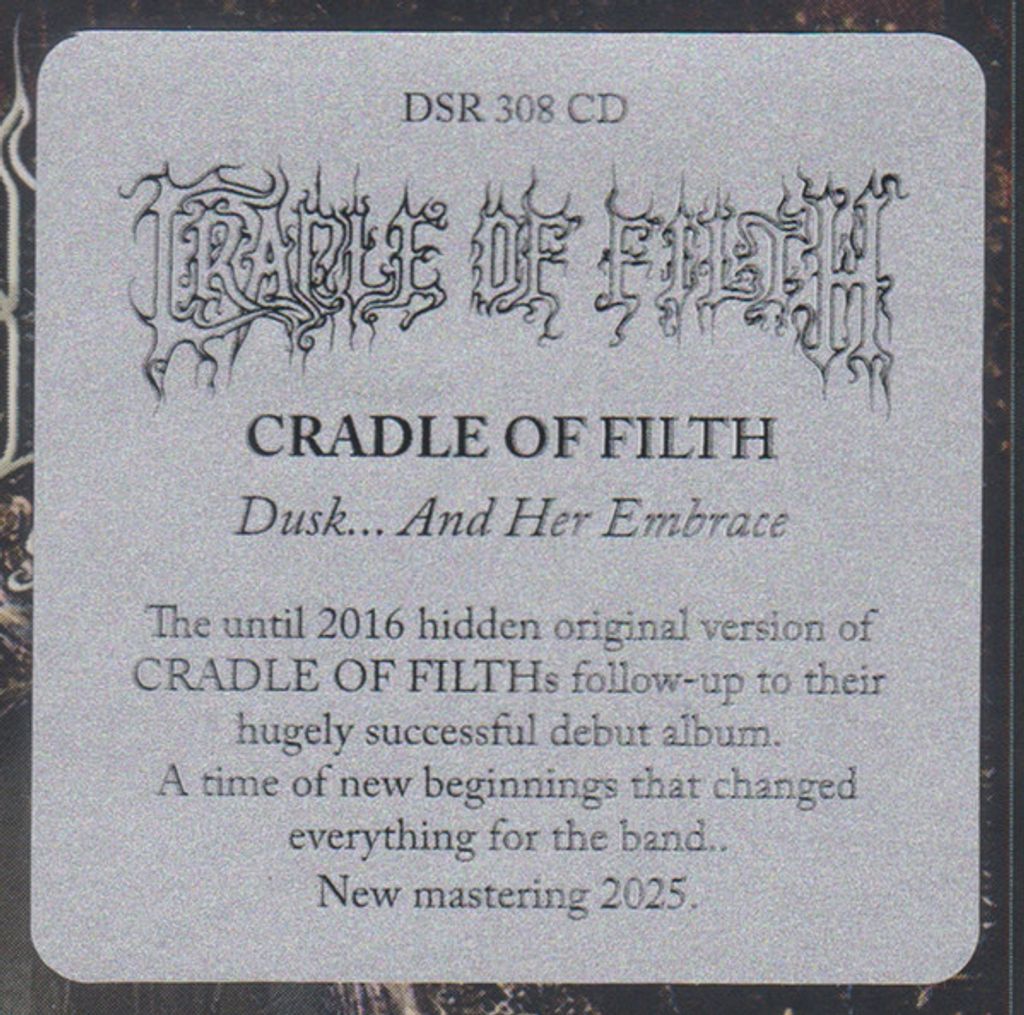 DSR 308 CD
CRADLE OF FILTH
CRADLE OF FILTH
Dusk... And Her Embrace
The until 2016 hidden original version of
CRADLE OF FILTHs follow-up to their
hugely successful debut album.
A time of new beginnings that changed
everything for the band..
New mastering 2025.